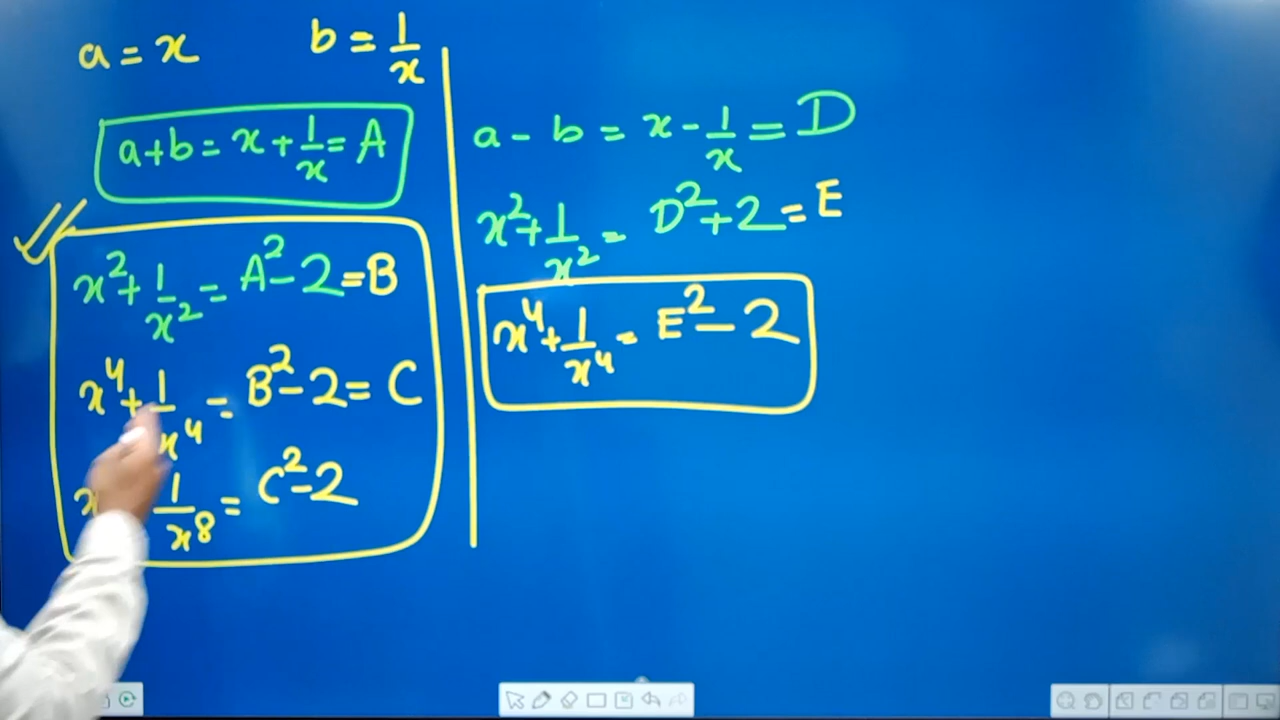 a = x    b = 1/x
a+b = x + 1/x = A
x² + 1/x² = A² - 2 = B
x⁴ + 1/x⁴ = B² - 2 = C
1/x⁸ = C² - 2
a - b = x - 1/x = D
x² + 1/x² = D² + 2 = E
x⁴ + 1/x⁴ = E² - 2